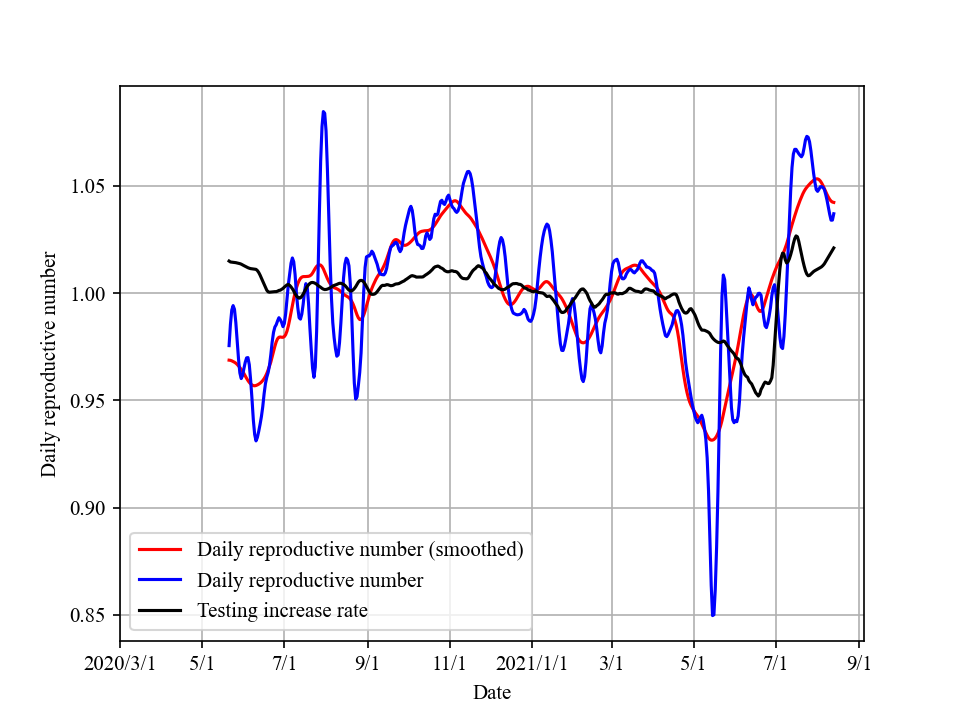 Daily reproductive number
1.05
1.00
0.95
0.90
0.85
Daily reproductive number (smoothed)
Daily reproductive number
Testing increase rate
2020/3/1 5/1 7/1 9/1 11/1 2021/1/1 3/1 5/1 7/1 9/1
Date